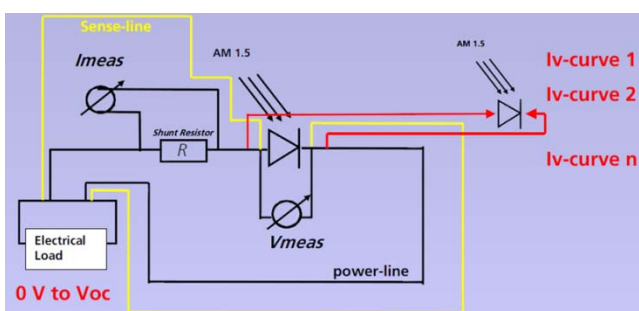 Sense-line
Imeas
AM 1.5
AM 1.5
Iv-curve 1
Iv-curve 2
Shunt Resistor
R
Iv-curve n
Vmeas
Electrical
Load
power-line
0 V to Voc